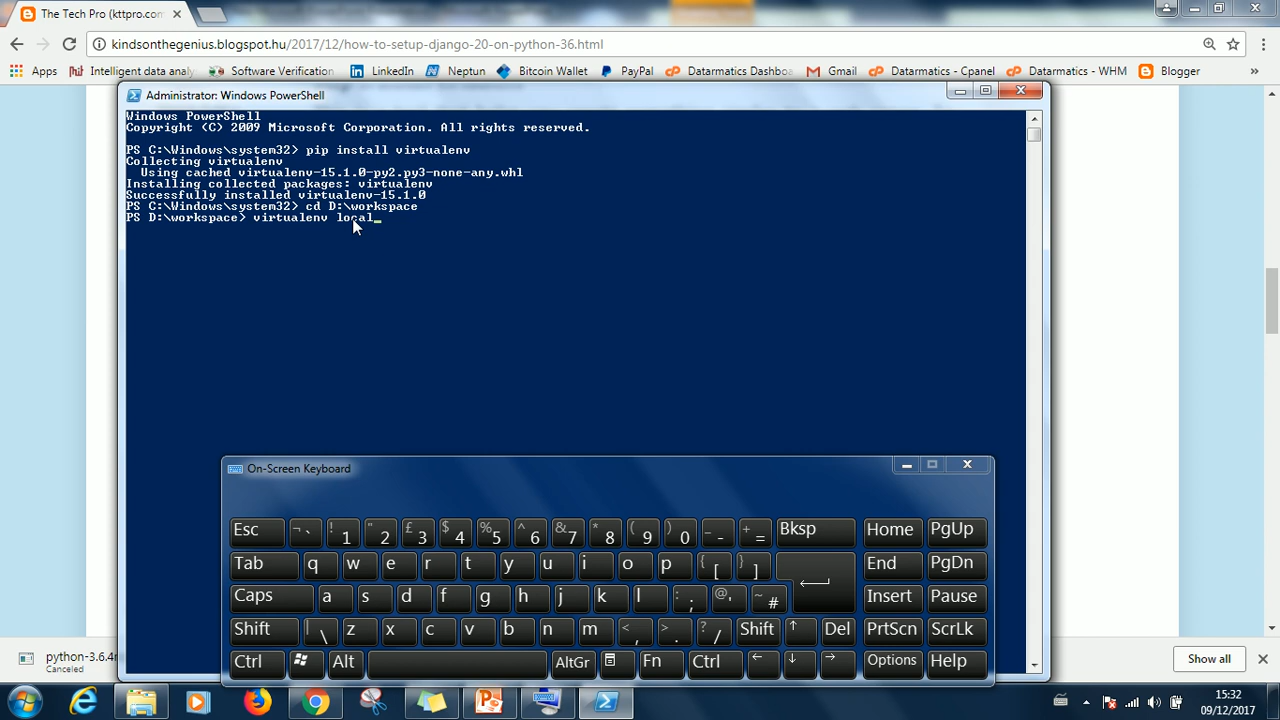 The Tech Pro (kttpro.com
kindsonthegenius.blogspot.hu/2017/12/how-to-setup-django-20-on-python-36.html
Apps Intelligent data analy Software Verification LinkedIn Neptun Bitcoin Wallet PayPal Datarmatics Dashbo Gmail Datarmatics - Cpanel Datarmatics - WHM Blogger »
Administrator: Windows PowerShell
Windows PowerShell
Copyright (C) 2009 Microsoft Corporation. All rights reserved.
PS C:\Windows\system32> pip install virtualenv
Collecting virtualenv
Using cached virtualenv-15.1.0-py2.py3-none-any.whl
Installing collected packages: virtualenv
Successfully installed virtualenv-15.1.0
PS C:\Windows\system32> cd D:\workspace
PS D:\workspace> virtualenv local_
On-Screen Keyboard
Esc ¬ ` ! 1 " 2 £ 3 $ 4 % 5 ^ 6 & 7 * 8 ( 9 ) 0 _ - + = Bksp Home PgUp
Tab q w e r t y u i o p { [ } ] End PgDn
Caps a s d f g h j k l : ; @ ' ~ # Insert Pause
Shift | \ z x c v b n m < , > . ? / Shift ↑ Del PrtScn ScrLk
Ctrl Alt AltGr Fn Ctrl ← ↓ → Options Help
python-3.6.4r
Canceled
Show all
15:32
09/12/2017